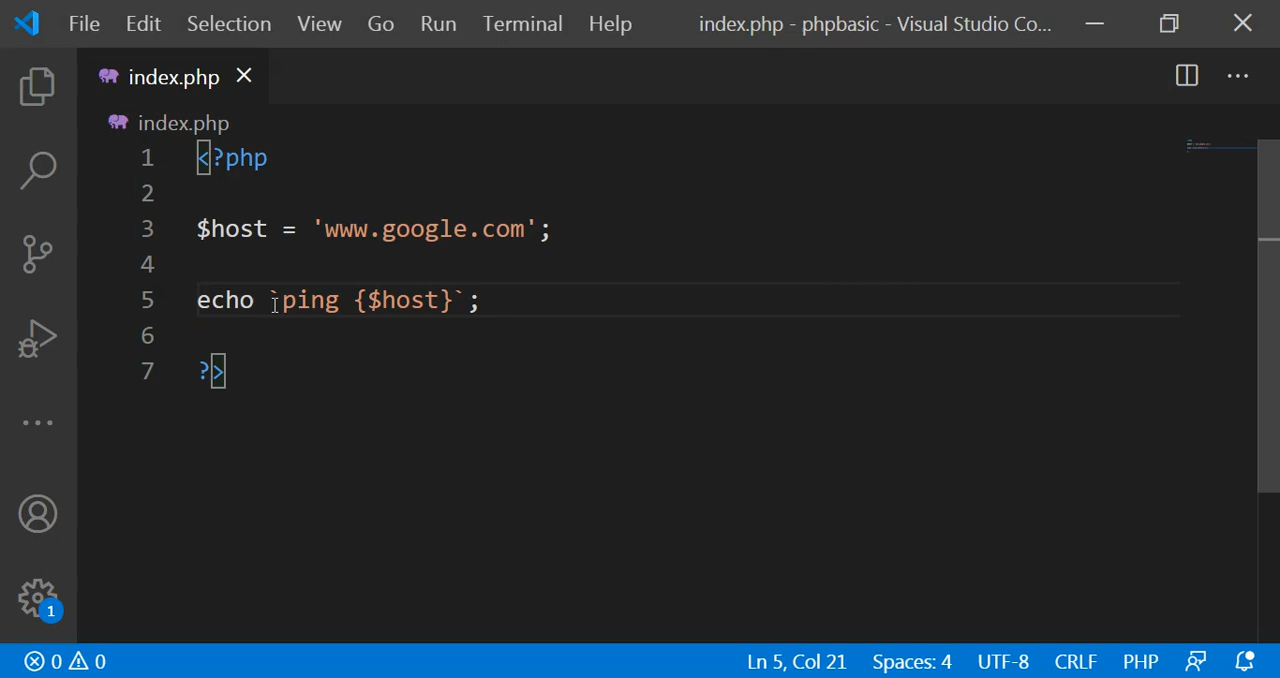 File Edit Selection View Go Run Terminal Help index.php - phpbasic - Visual Studio Co...
index.php
index.php
1 <?php
2
3 $host = 'www.google.com';
4
5 echo `ping {$host}`;
6
7 ?>
1
0 0 Ln 5, Col 21 Spaces: 4 UTF-8 CRLF PHP